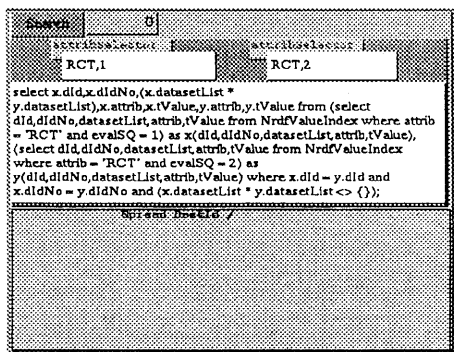 Search 0
attribselector attribselector
RCT,1 RCT,2
select x.dId,x.dIdNo,(x.datasetList *
y.datasetList),x.attrib,x.tValue,y.attrib,y.tValue from (select
dId,dIdNo,datasetList,attrib,tValue from NrdfValueIndex where attrib
= 'RCT' and evalSQ = 1) as x(dId,dIdNo,datasetList,attrib,tValue),
(select dId,dIdNo,datasetList,attrib,tValue from NrdfValueIndex
where attrib = 'RCT' and evalSQ = 2) as
y(dId,dIdNo,datasetList,attrib,tValue) where x.dId = y.dId and
x.dIdNo = y.dIdNo and (x.datasetList * y.datasetList <> {});
Spread DsetId /